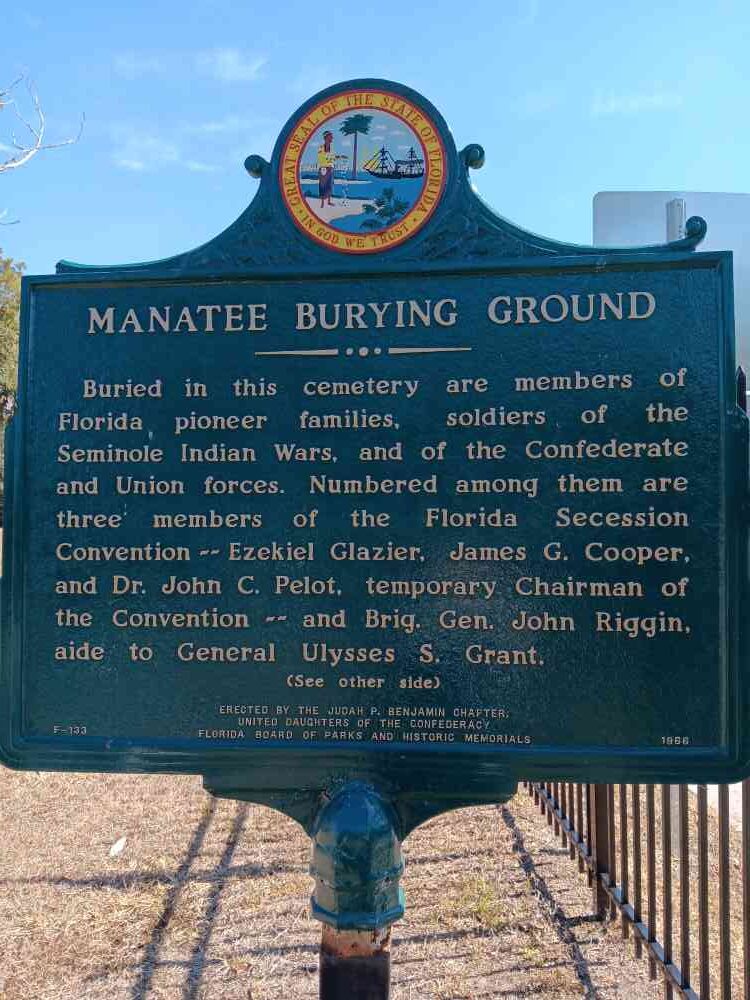 GREAT SEAL OF THE STATE OF FLORIDA
IN GOD WE TRUST
MANATEE BURYING GROUND
Buried in this cemetery are members of
Florida pioneer families, soldiers of the
Seminole Indian Wars, and of the Confederate
and Union forces. Numbered among them are
three members of the Florida Secession
Convention -- Ezekiel Glazier, James G. Cooper,
and Dr. John C. Pelot, temporary Chairman of
the Convention -- and Brig. Gen. John Riggin,
aide to General Ulysses S. Grant.
(See other side)
ERECTED BY THE JUDAH P. BENJAMIN CHAPTER,
UNITED DAUGHTERS OF THE CONFEDERACY
F-133 FLORIDA BOARD OF PARKS AND HISTORIC MEMORIALS 1966